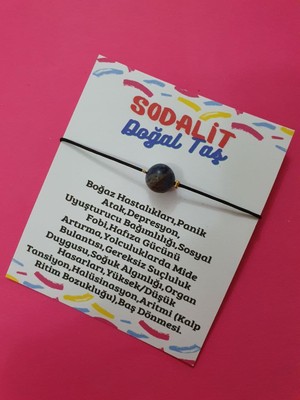 SODALİT
Doğal Taş
Boğaz Hastalıkları,Panik
Atak,Depresyon,
Uyuşturucu Bağımlılığı,Sosyal
Fobi,Hafıza Gücünü
Artırma,Yolculuklarda Mide
Bulantısı,Gereksiz Suçluluk
Duygusu,Soğuk Algınlığı,Organ
Hasarları,Yüksek/Düşük
Tansiyon,Halüsinasyon,Aritmi (Kalp
Ritim Bozukluğu),Baş Dönmesi.